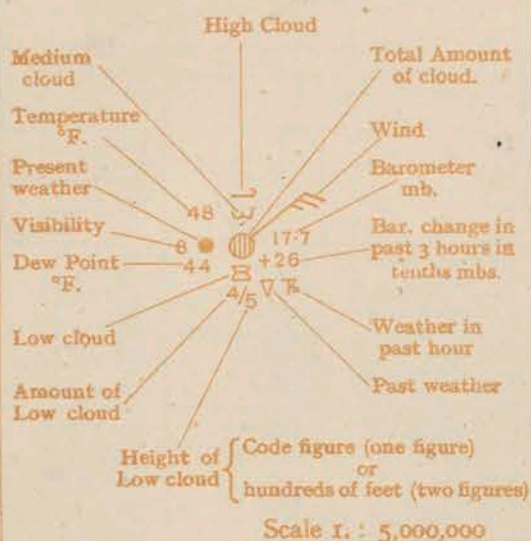 High Cloud
Medium
cloud
Total Amount
of cloud.
Temperature
°F.
Wind
Present
weather
Barometer
mb.
48
Visibility
8
17·7
Bar. change in
past 3 hours in
tenths mbs.
Dew Point
°F.
44
+26
4/5
Low cloud
Weather in
past hour
Amount of
Low cloud
Past weather
Height of
Low cloud
Code figure (one figure)
or
hundreds of feet (two figures)
Scale 1. : 5,000,000